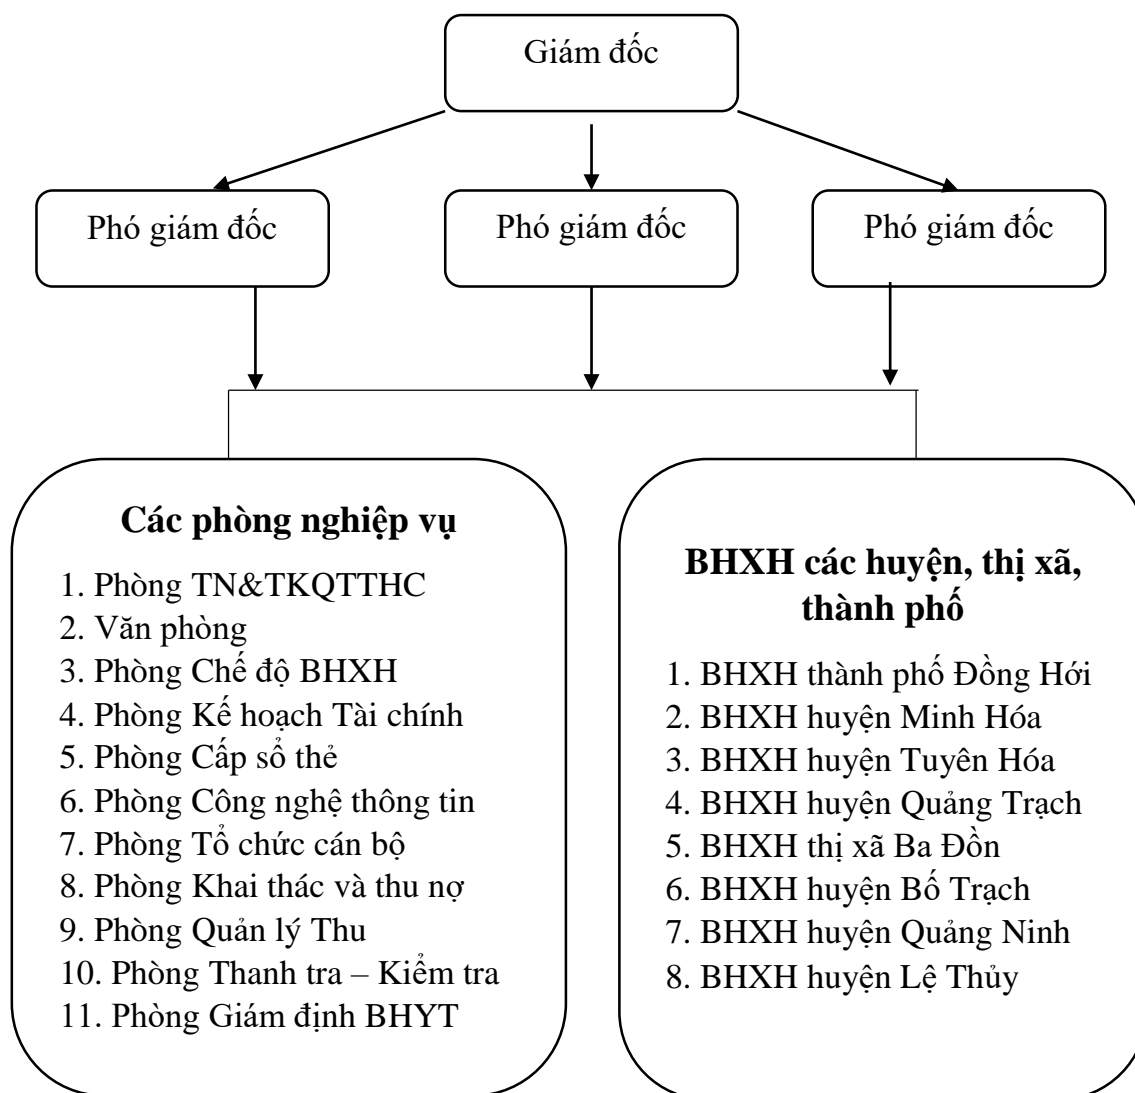 Giám đốc
Phó giám đốc
Phó giám đốc
Phó giám đốc
Các phòng nghiệp vụ
1. Phòng TN&TKQTTHC
2. Văn phòng
3. Phòng Chế độ BHXH
4. Phòng Kế hoạch Tài chính
5. Phòng Cấp sổ thẻ
6. Phòng Công nghệ thông tin
7. Phòng Tổ chức cán bộ
8. Phòng Khai thác và thu nợ
9. Phòng Quản lý Thu
10. Phòng Thanh tra – Kiểm tra
11. Phòng Giám định BHYT
BHXH các huyện, thị xã,
thành phố
1. BHXH thành phố Đồng Hới
2. BHXH huyện Minh Hóa
3. BHXH huyện Tuyên Hóa
4. BHXH huyện Quảng Trạch
5. BHXH thị xã Ba Đồn
6. BHXH huyện Bố Trạch
7. BHXH huyện Quảng Ninh
8. BHXH huyện Lệ Thủy